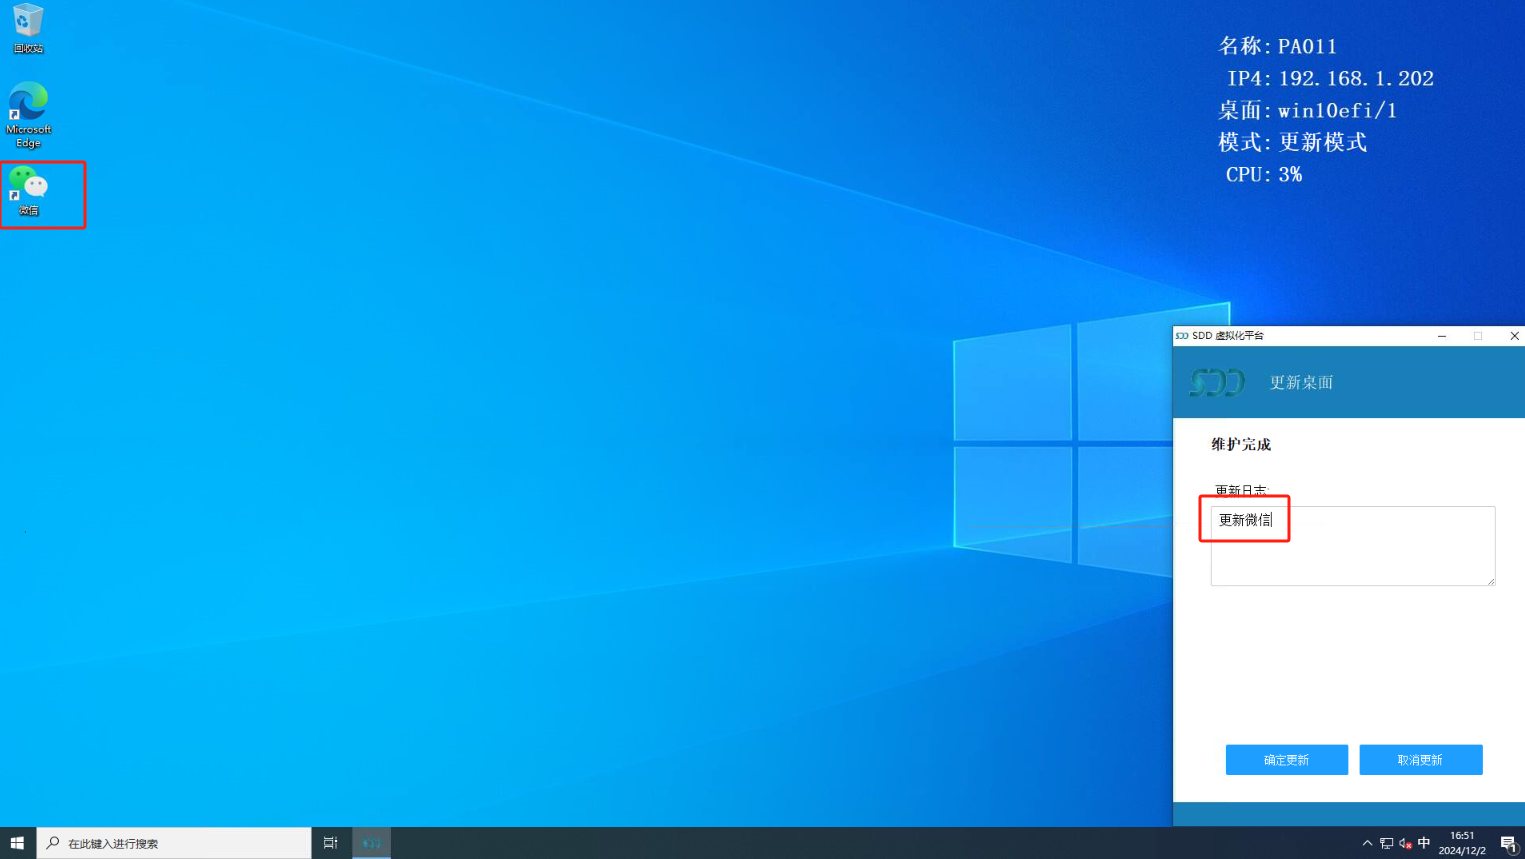 回收站
Microsoft
Edge
微信
名称: PA011
IP4: 192.168.1.202
桌面: win10efi/1
模式: 更新模式
CPU: 3%
SDD 虚拟化平台
SDD 更新桌面
维护完成
更新日志:
更新微信
确定更新 取消更新
在此键入进行搜索
中
16:51
2024/12/2
1